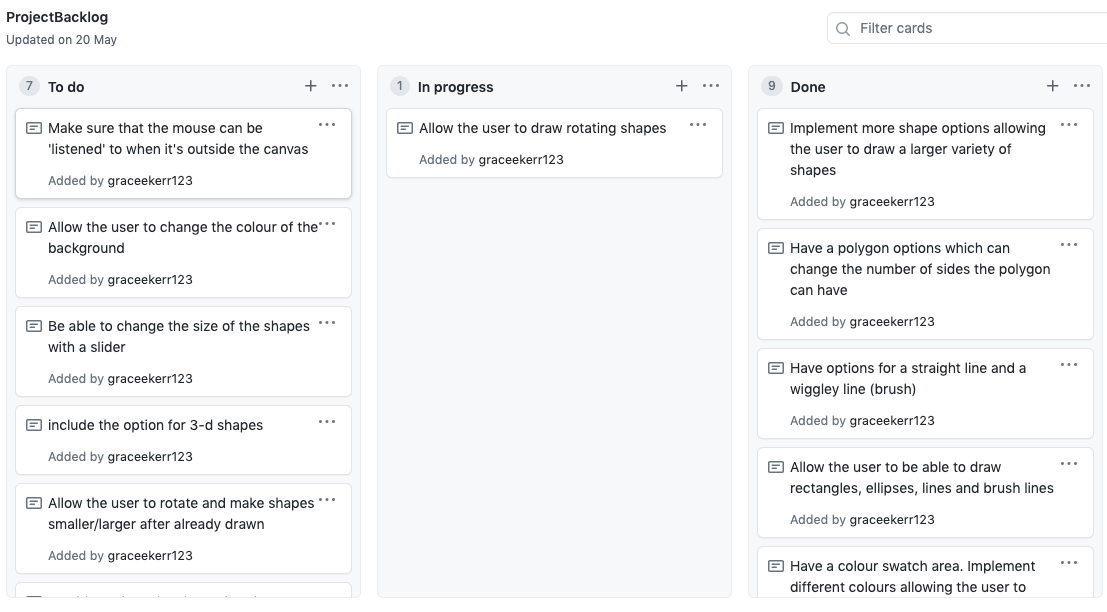 ProjectBacklog
Updated on 20 May
Filter cards
7 To do
Make sure that the mouse can be
'listened' to when it's outside the canvas
Added by graceekerr123
Allow the user to change the colour of the
background
Added by graceekerr123
Be able to change the size of the shapes
with a slider
Added by graceekerr123
include the option for 3-d shapes
Added by graceekerr123
Allow the user to rotate and make shapes
smaller/larger after already drawn
Added by graceekerr123
1 In progress
Allow the user to draw rotating shapes
Added by graceekerr123
9 Done
Implement more shape options allowing
the user to draw a larger variety of
shapes
Added by graceekerr123
Have a polygon options which can
change the number of sides the polygon
can have
Added by graceekerr123
Have options for a straight line and a
wiggley line (brush)
Added by graceekerr123
Allow the user to be able to draw
rectangles, ellipses, lines and brush lines
Added by graceekerr123
Have a colour swatch area. Implement
different colours allowing the user to